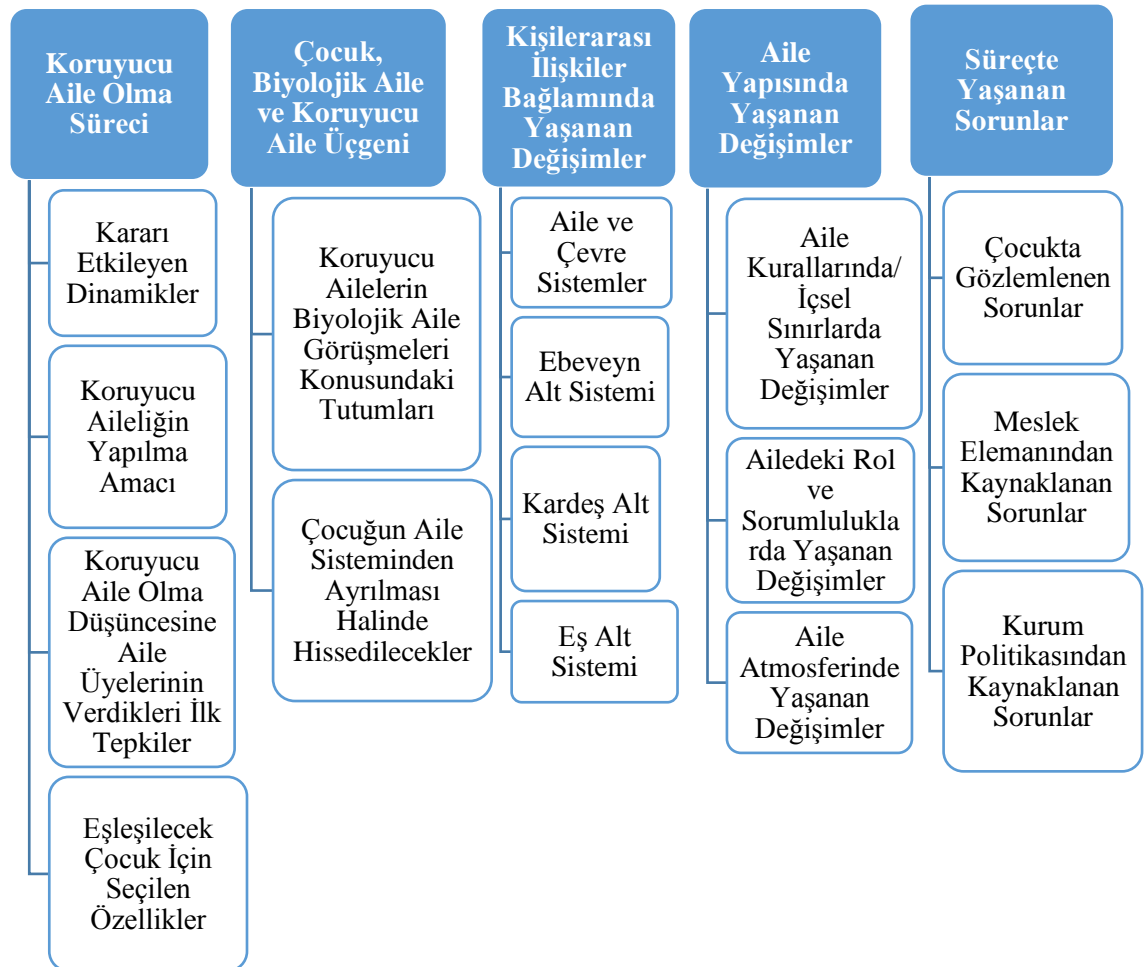 Koruyucu
Aile Olma
Süreci
Kararı
Etkileyen
Dinamikler
Koruyucu
Aileliğin
Yapılma
Amacı
Koruyucu
Aile Olma
Düşüncesine
Aile
Üyelerinin
Verdikleri İlk
Tepkiler
Eşleşilecek
Çocuk İçin
Seçilen
Özellikler
Çocuk,
Biyolojik Aile
ve Koruyucu
Aile Üçgeni
Koruyucu
Ailelerin
Biyolojik Aile
Görüşmeleri
Konusundaki
Tutumları
Çocuğun Aile
Sisteminden
Ayrılması
Halinde
Hissedilecekler
Kişilerarası
İlişkiler
Bağlamında
Yaşanan
Değişimler
Aile ve
Çevre
Sistemler
Ebeveyn
Alt Sistemi
Kardeş Alt
Sistemi
Eş Alt
Sistemi
Aile
Yapısında
Yaşanan
Değişimler
Aile
Kurallarında/
İçsel
Sınırlarda
Yaşanan
Değişimler
Ailedeki Rol
ve
Sorumlulukla
rda Yaşanan
Değişimler
Aile
Atmosferinde
Yaşanan
Değişimler
Süreçte
Yaşanan
Sorunlar
Çocukta
Gözlemlenen
Sorunlar
Meslek
Elemanından
Kaynaklanan
Sorunlar
Kurum
Politikasından
Kaynaklanan
Sorunlar